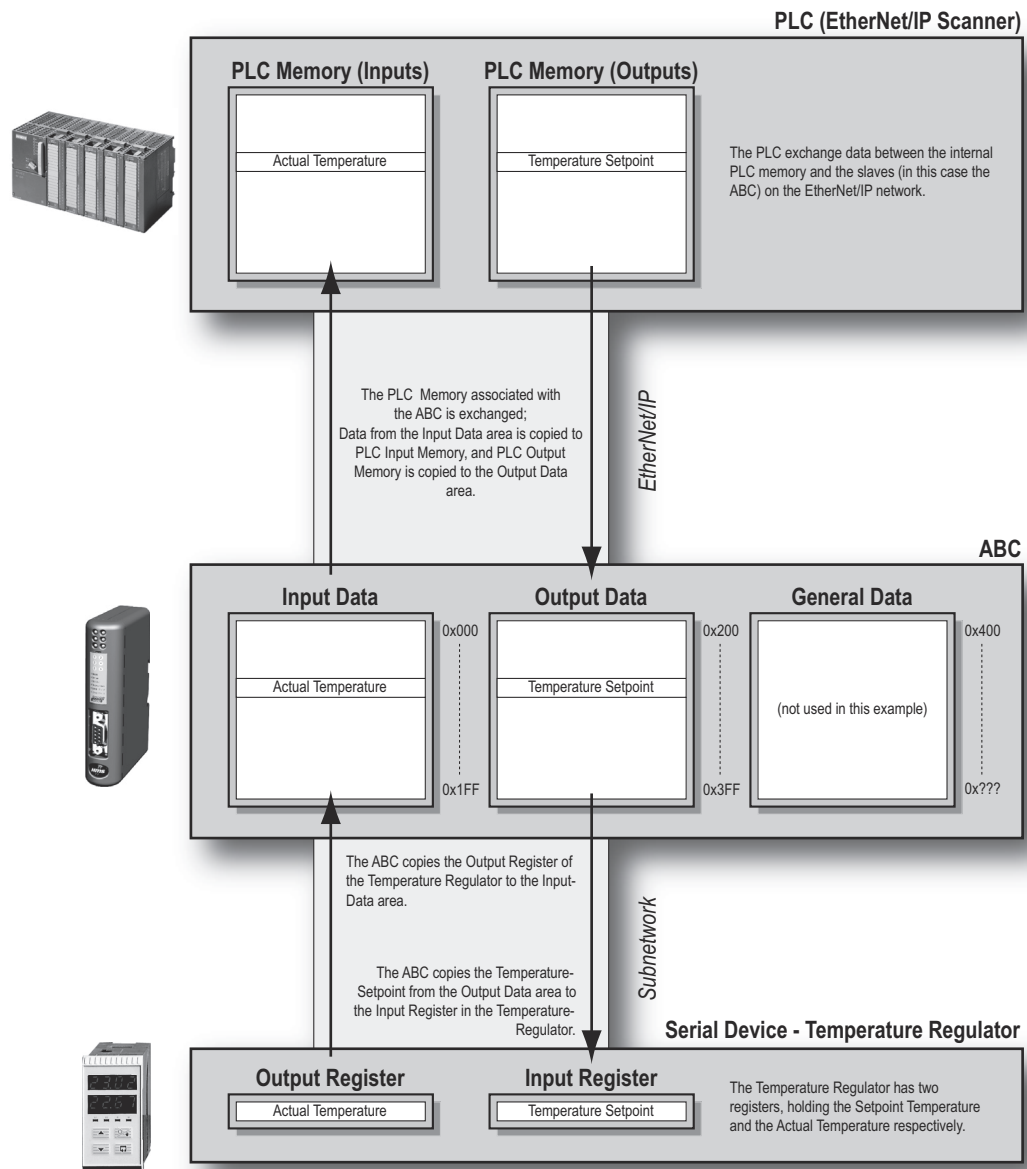 PLC (EtherNet/IP Scanner)
PLC Memory (Inputs)
PLC Memory (Outputs)
Actual Temperature
Temperature Setpoint
The PLC exchange data between the internal
PLC memory and the slaves (in this case the
ABC) on the EtherNet/IP network.
The PLC Memory associated with
the ABC is exchanged;
Data from the Input Data area is copied to
PLC Input Memory, and PLC Output
Memory is copied to the Output Data
area.
EtherNet/IP
ABC
Input Data
Output Data
General Data
0x000
0x200
0x400
Actual Temperature
Temperature Setpoint
(not used in this example)
0x1FF
0x3FF
0x???
The ABC copies the Output Register of
the Temperature Regulator to the Input-
Data area.
The ABC copies the Temperature-
Setpoint from the Output Data area to
the Input Register in the Temperature-
Regulator.
Subnetwork
Serial Device - Temperature Regulator
Output Register
Input Register
Actual Temperature
Temperature Setpoint
The Temperature Regulator has two
registers, holding the Setpoint Temperature
and the Actual Temperature respectively.